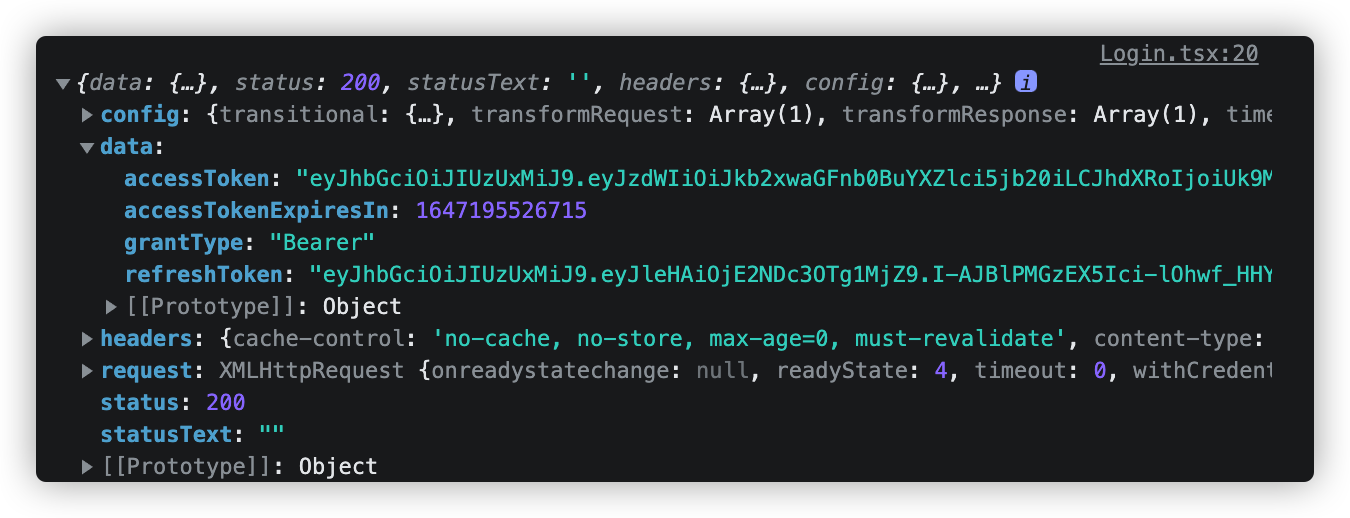 Login.tsx:20
▼{data: {…}, status: 200, statusText: '', headers: {…}, config: {…}, …} i
▶config: {transitional: {…}, transformRequest: Array(1), transformResponse: Array(1), time
▼data:
accessToken: "eyJhbGciOiJIUzUxMiJ9.eyJzdWIiOiJkb2xwaGFnb0BuYXZlci5jb20iLCJhdXRoIjoiUk9M
accessTokenExpiresIn: 1647195526715
grantType: "Bearer"
refreshToken: "eyJhbGciOiJIUzUxMiJ9.eyJleHAiOjE2NDc3OTg1MjZ9.I-AJBlPMGzEX5Ici-lOhwf_HHY
▶[[Prototype]]: Object
▶headers: {cache-control: 'no-cache, no-store, max-age=0, must-revalidate', content-type:
▶request: XMLHttpRequest {onreadystatechange: null, readyState: 4, timeout: 0, withCredent
status: 200
statusText: ""
▶[[Prototype]]: Object